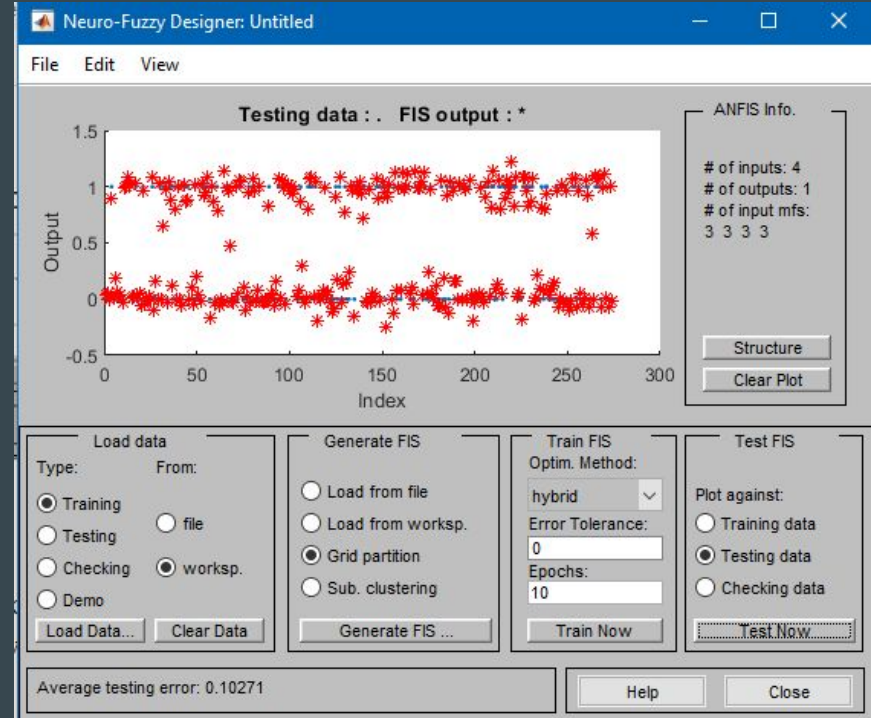 Neuro-Fuzzy Designer: Untitled
File Edit View
Testing data : . FIS output : *
1.5
1
0.5
0
-0.5
Output
0 50 100 150 200 250 300
Index
ANFIS Info.
# of inputs: 4
# of outputs: 1
# of input mfs:
3 3 3 3
Structure
Clear Plot
Load data
Type: From:
Training
Testing
Checking
Demo
file
worksp.
Load Data... Clear Data
Generate FIS
Load from file
Load from worksp.
Grid partition
Sub. clustering
Generate FIS ...
Train FIS
Optim. Method:
hybrid
Error Tolerance:
0
Epochs:
10
Train Now
Test FIS
Plot against:
Training data
Testing data
Checking data
Test Now
Average testing error: 0.10271
Help Close